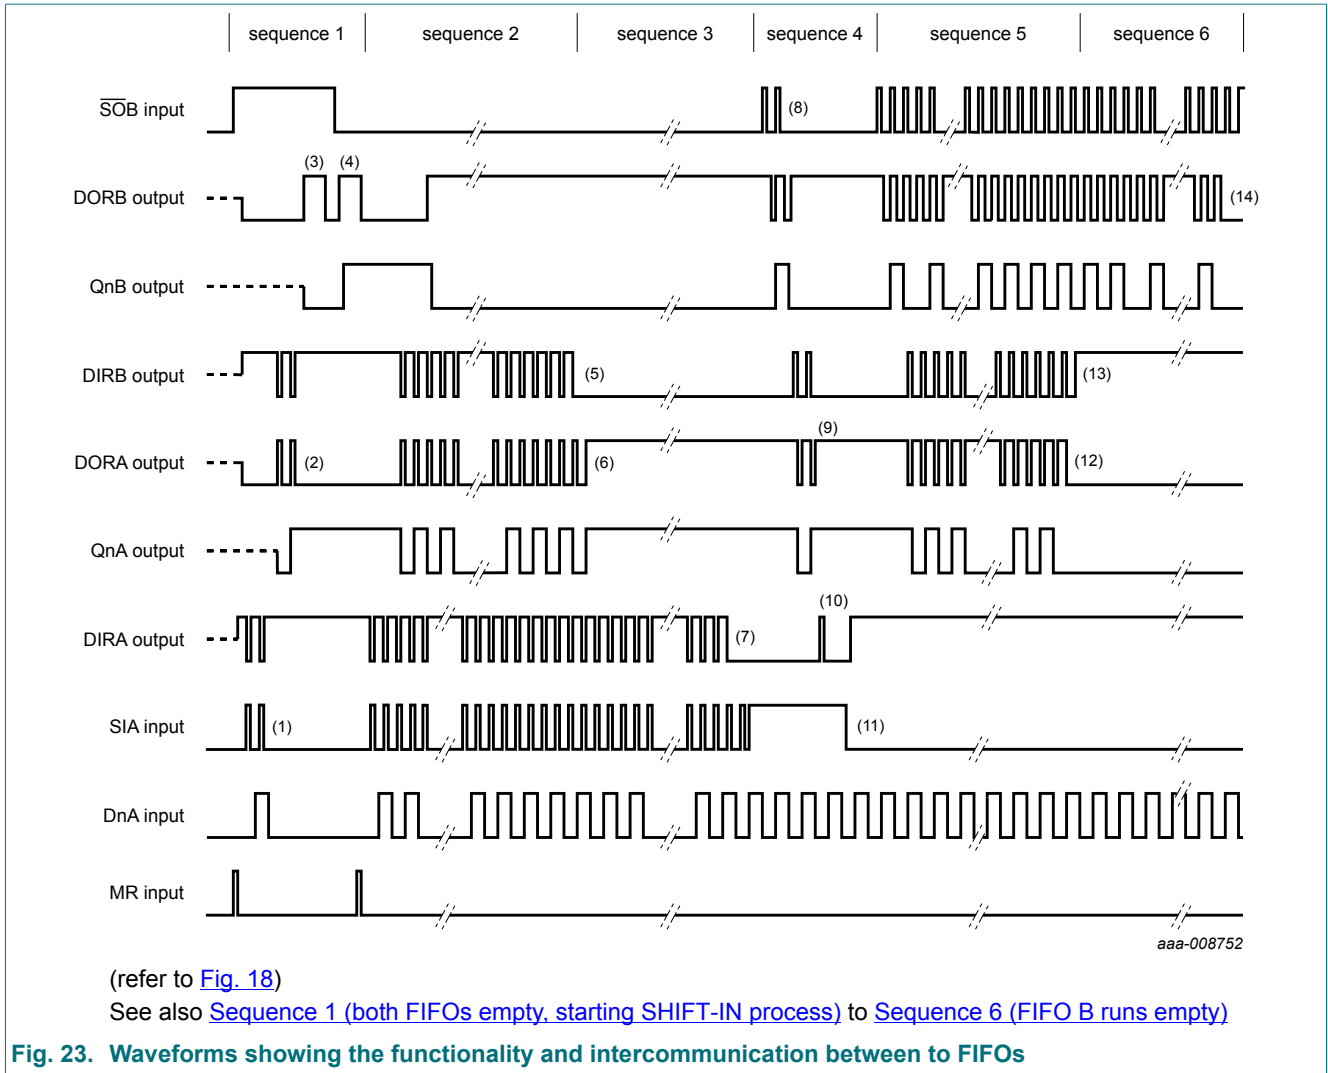 sequence 1 sequence 2 sequence 3 sequence 4 sequence 5 sequence 6
SOB input
(8)
(3) (4)
DORB output
(14)
QnB output
DIRB output
(5)
(13)
(9)
DORA output
(2)
(6)
(12)
QnA output
(10)
DIRA output
(7)
SIA input
(1)
(11)
DnA input
MR input
aaa-008752
(refer to Fig. 18)
See also Sequence 1 (both FIFOs empty, starting SHIFT-IN process) to Sequence 6 (FIFO B runs empty)
Fig. 23. Waveforms showing the functionality and intercommunication between to FIFOs